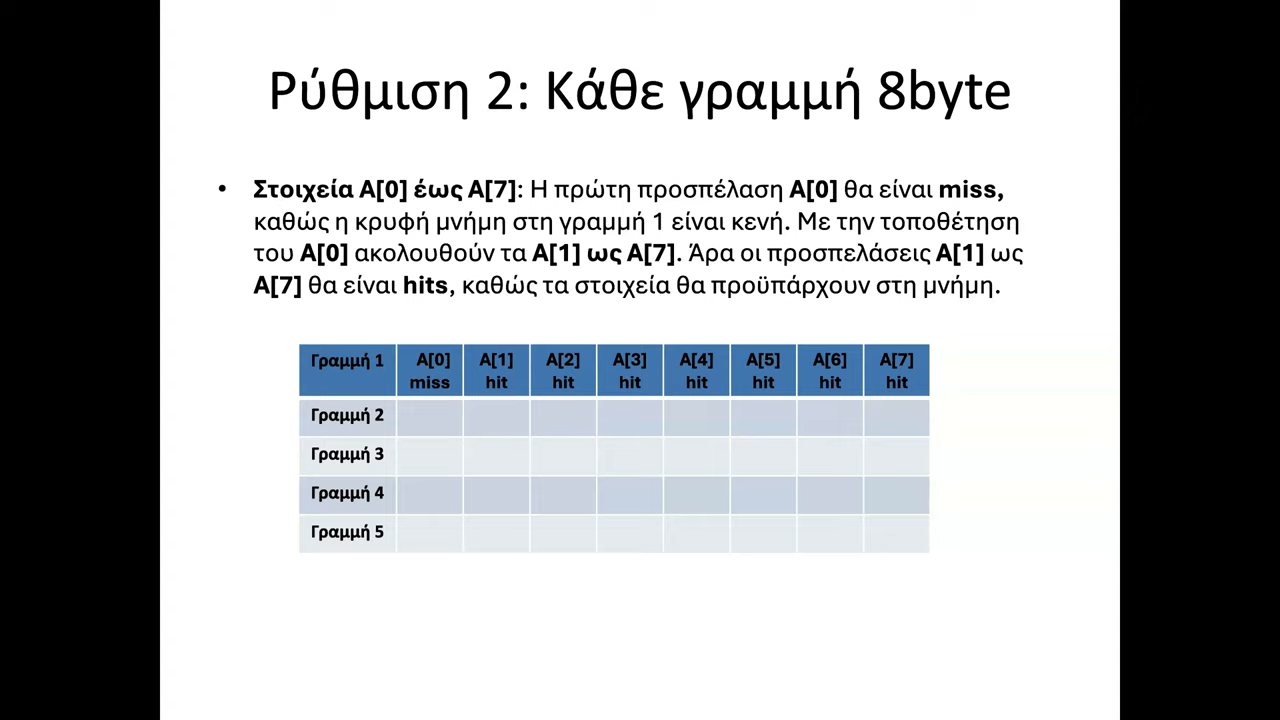 Ρύθμιση 2: Κάθε γραμμή 8byte
• Στοιχεία A[0] έως A[7]: Η πρώτη προσπέλαση A[0] θα είναι miss,
καθώς η κρυφή μνήμη στη γραμμή 1 είναι κενή. Με την τοποθέτηση
του A[0] ακολουθούν τα A[1] ως A[7]. Άρα οι προσπελάσεις A[1] ως
A[7] θα είναι hits, καθώς τα στοιχεία θα προϋπάρχουν στη μνήμη.
Γραμμή 1 A[0] A[1] A[2] A[3] A[4] A[5] A[6] A[7]
miss hit hit hit hit hit hit hit
Γραμμή 2
Γραμμή 3
Γραμμή 4
Γραμμή 5